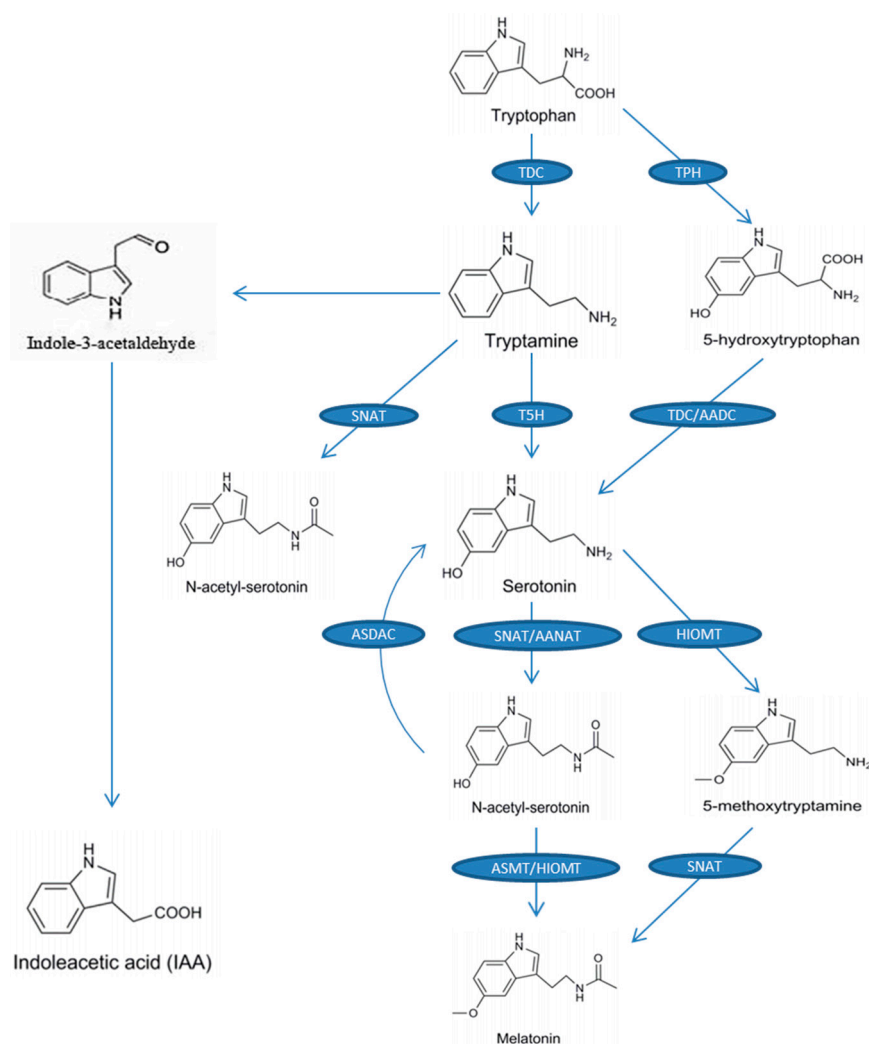 H
N
NH2
COOH
Tryptophan
TDC
TPH
O
N
H
Indole-3-acetaldehyde
H
N
NH2
Tryptamine
H
N
COOH
NH2
HO
5-hydroxytryptophan
SNAT
T5H
TDC/AADC
H
N
O
N
H
HO
N-acetyl-serotonin
H
N
NH2
HO
Serotonin
ASDAC
SNAT/AANAT
HIOMT
H
N
O
N
H
HO
N-acetyl-serotonin
H
N
NH2
O
5-methoxytryptamine
H
N
COOH
Indoleacetic acid (IAA)
ASMT/HIOMT
SNAT
H
N
O
N
H
O
Melatonin